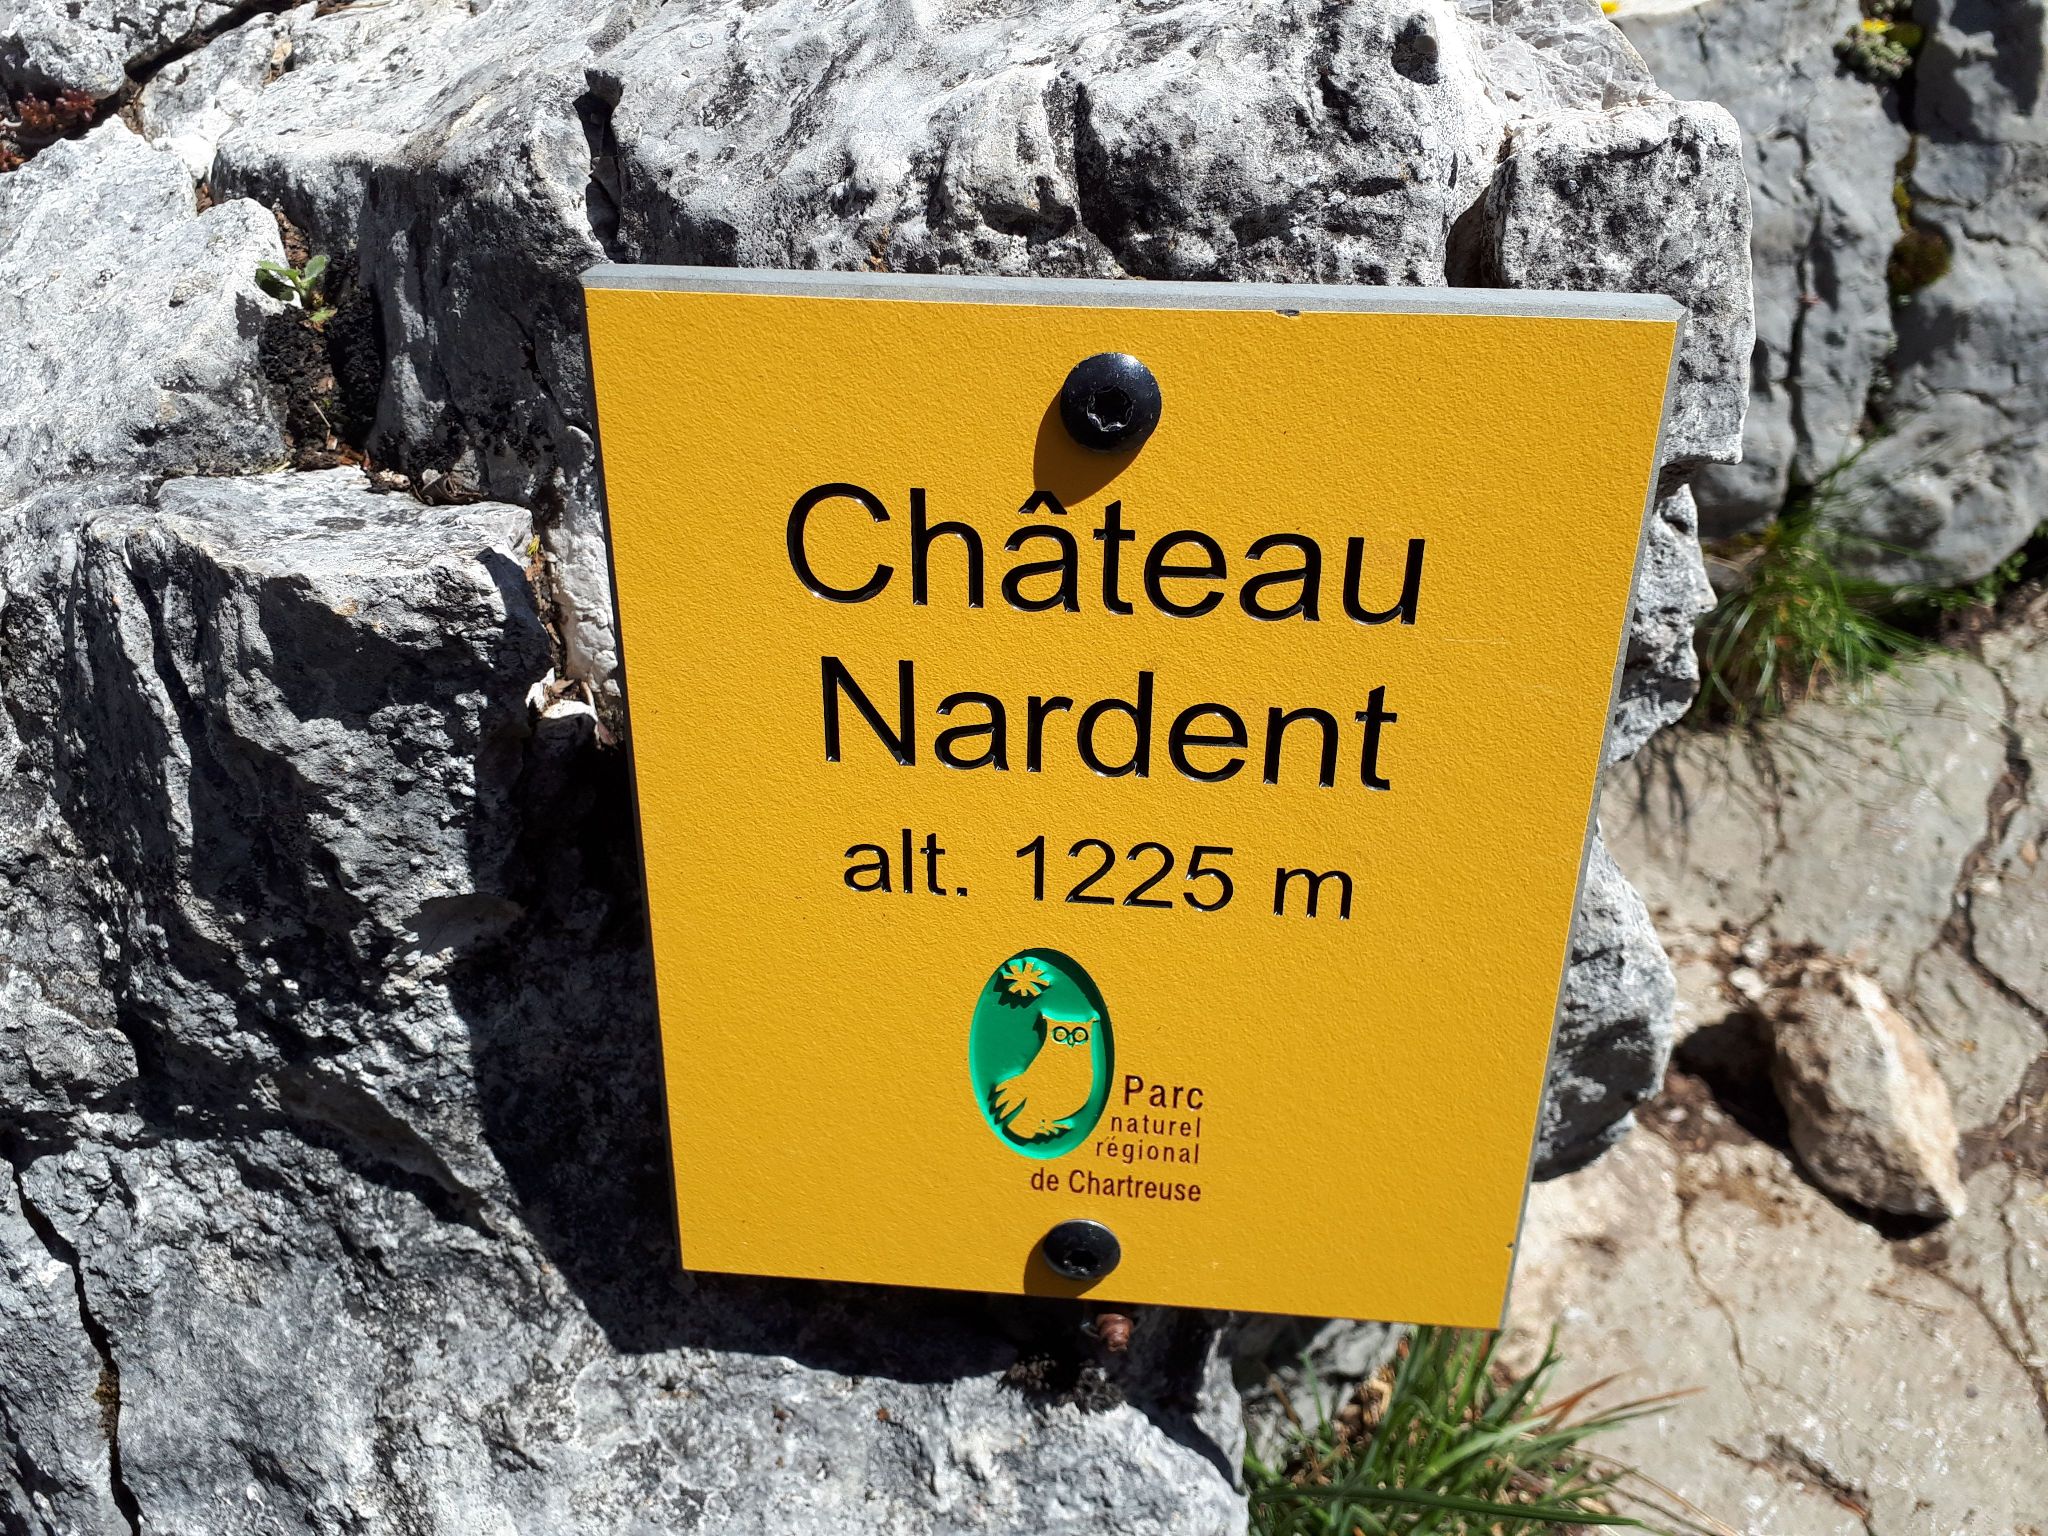 Château
Nardent
alt. 1225 m
Parc
naturel
régional
de Chartreuse